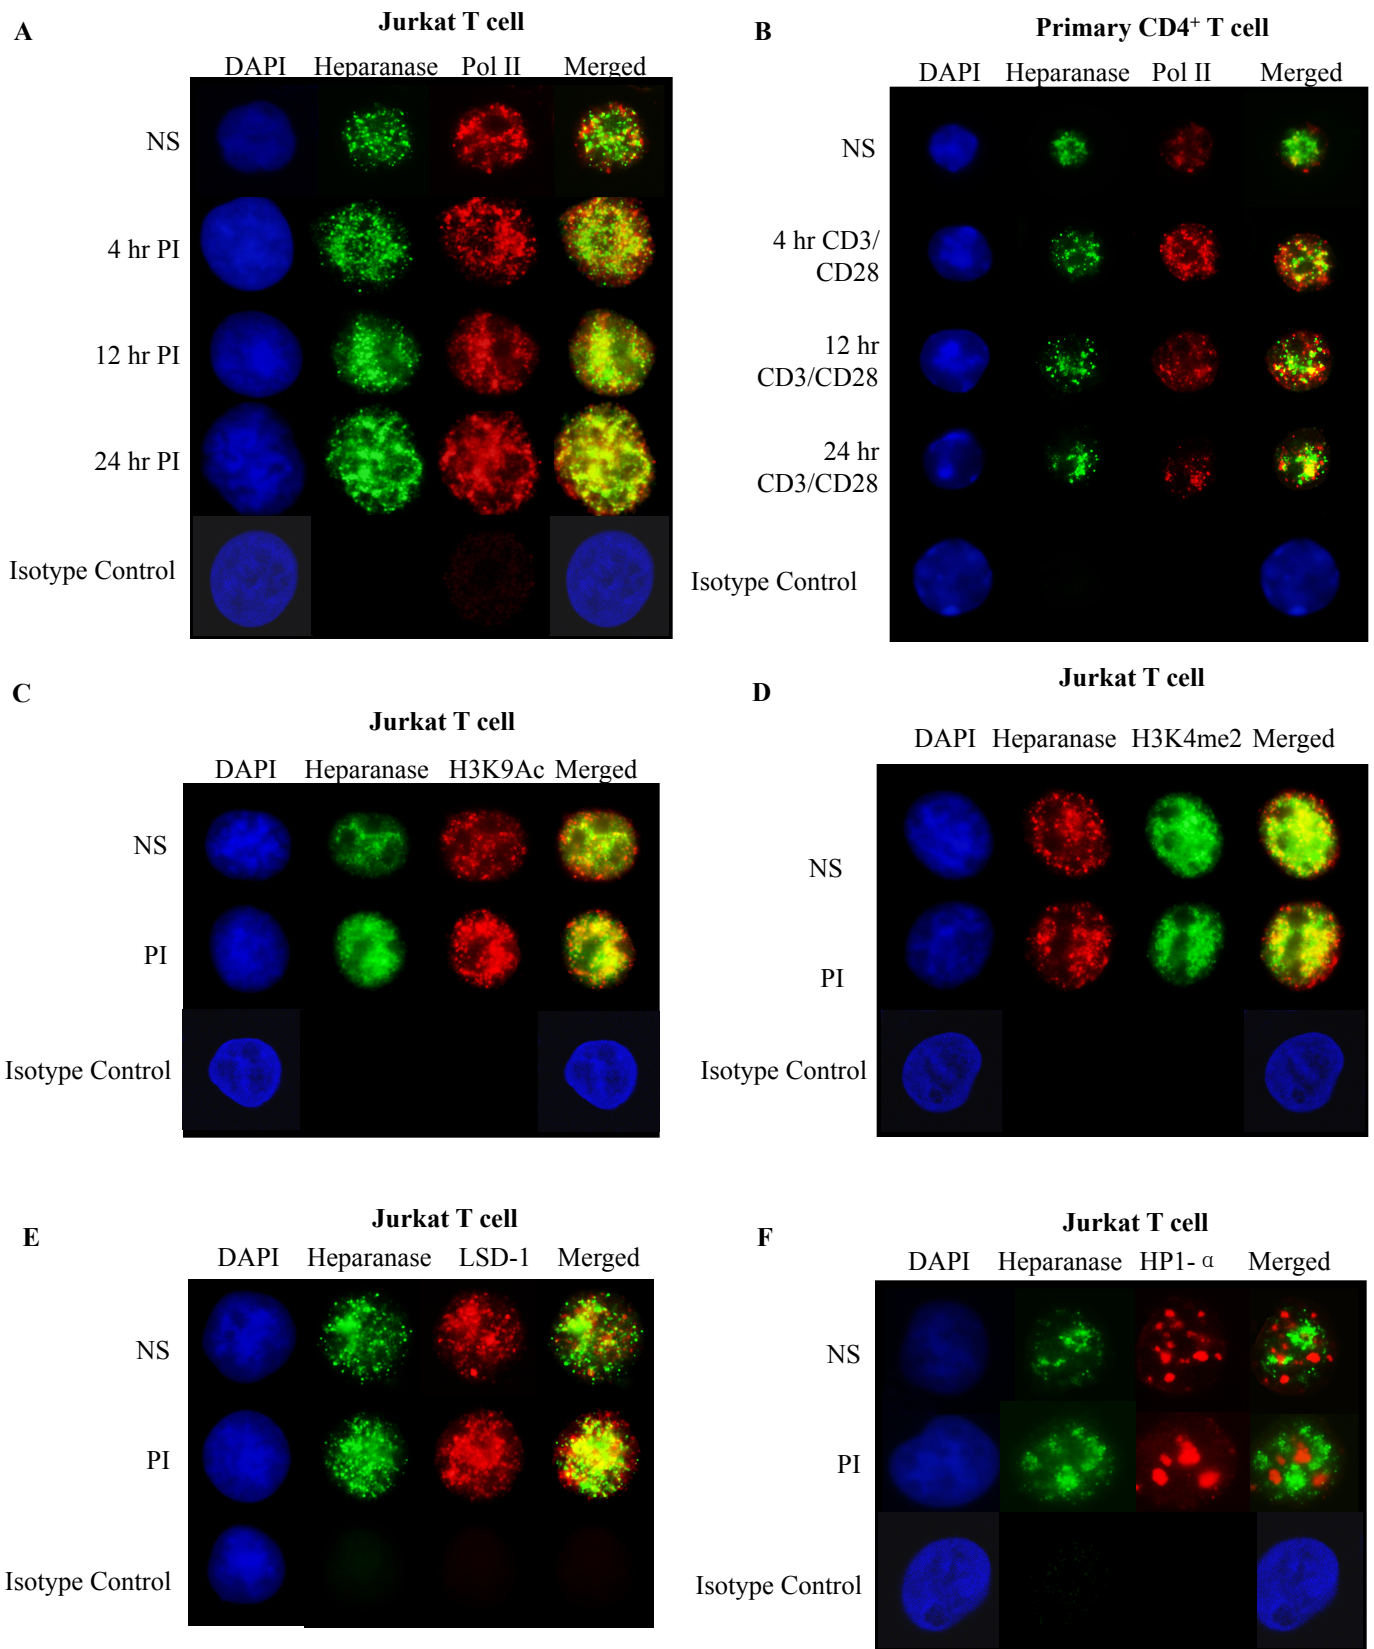 A
Jurkat T cell
DAPI Heparanase Pol II Merged
NS
4 hr PI
12 hr PI
24 hr PI
Isotype Control
B
Primary CD4⁺ T cell
DAPI Heparanase Pol II Merged
NS
4 hr CD3/
CD28
12 hr
CD3/CD28
24 hr
CD3/CD28
Isotype Control
C
Jurkat T cell
DAPI Heparanase H3K9Ac Merged
NS
PI
Isotype Control
D
Jurkat T cell
DAPI Heparanase H3K4me2 Merged
NS
PI
Isotype Control
E
Jurkat T cell
DAPI Heparanase LSD-1 Merged
NS
PI
Isotype Control
F
Jurkat T cell
DAPI Heparanase HP1- α Merged
NS
PI
Isotype Control